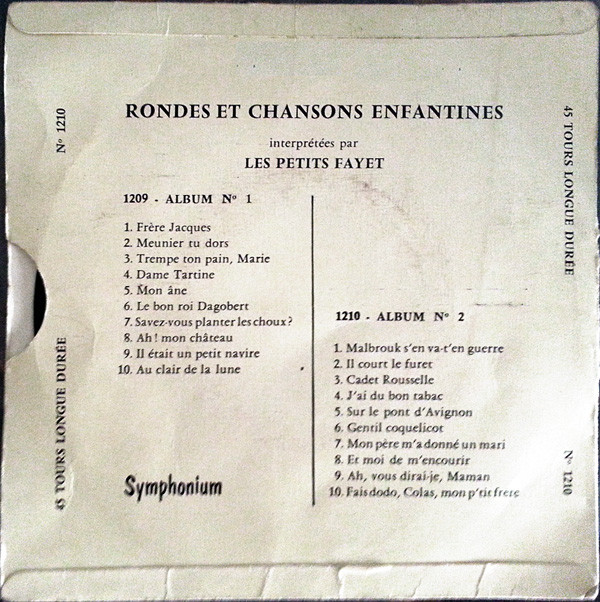 RONDES ET CHANSONS ENFANTINES
interprétées par
LES PETITS FAYET
1209 - ALBUM Nº 1
1. Frère Jacques
2. Meunier tu dors
3. Trempe ton pain, Marie
4. Dame Tartine
5. Mon âne
6. Le bon roi Dagobert
7. Savez-vous planter les choux?
8. Ah! mon château
9. Il était un petit navire
10. Au clair de la lune
Symphonium
1210 - ALBUM Nº 2
1. Malbrouk s'en va-t'en guerre
2. Il court le furet
3. Cadet Rousselle
4. J'ai du bon tabac
5. Sur le pont d'Avignon
6. Gentil coquelicot
7. Mon père m'a donné un mari
8. Et moi de m'encourir
9. Ah, vous dirai-je, Maman
10. Fais dodo, Colas, mon p'tit frere
Nº 1210
45 TOURS LONGUE DURÉE
45 TOURS LONGUE DURÉE
Nº 1210